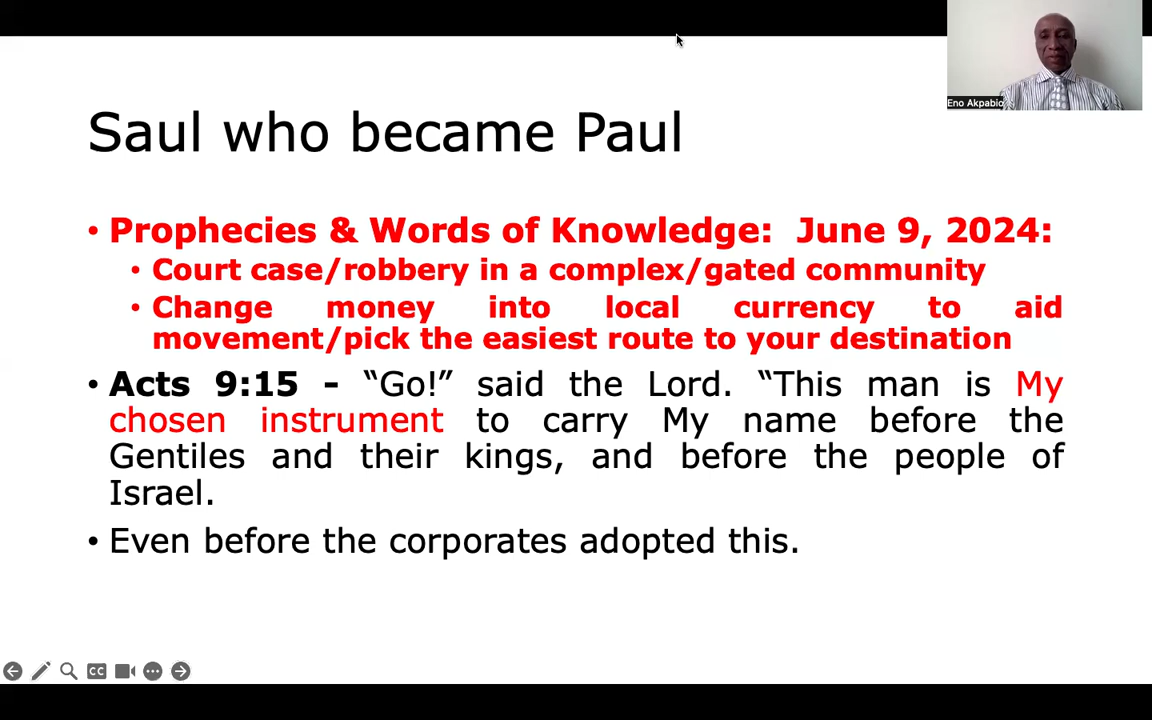 Eno Akpabio
Saul who became Paul
• Prophecies & Words of Knowledge: June 9, 2024:
• Court case/robbery in a complex/gated community
• Change money into local currency to aid
movement/pick the easiest route to your destination
• Acts 9:15 - “Go!” said the Lord. “This man is My
chosen instrument to carry My name before the
Gentiles and their kings, and before the people of
Israel.
• Even before the corporates adopted this.
CC